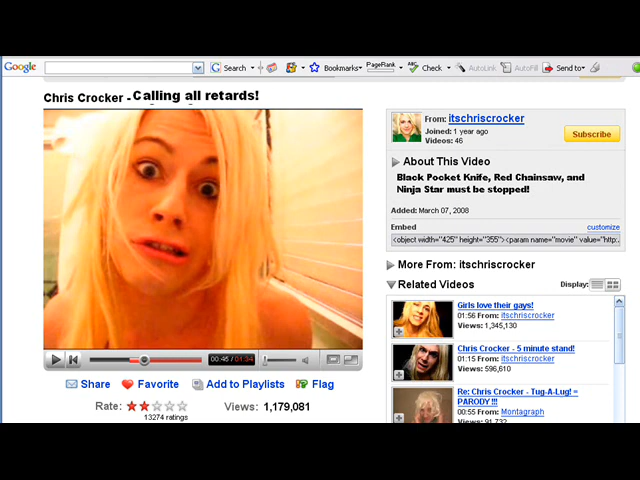 Google
Search
Bookmarks
PageRank
Check
AutoLink
AutoFill
Send to
Chris Crocker - Calling all retards!
From: itschriscrocker
Joined: 1 year ago
Videos: 46
Subscribe
About This Video
Black Pocket Knife, Red Chainsaw, and
Ninja Star must be stopped!
Added: March 07, 2008
Embed
customize
<object width="425" height="355"><param name="movie" value="http:
More From: itschriscrocker
Related Videos
Display:
Girls love their gays!
01:56 From: itschriscrocker
Views: 1,345,130
Chris Crocker - 5 minute stand!
01:15 From: itschriscrocker
Views: 596,610
Re: Chris Crocker - Tug-A-Lug! =
PARODY !!!
00:55 From: Montagraph
Views: 91,732
00:45 / 01:34
Share
Favorite
Add to Playlists
Flag
Rate:
13274 ratings
Views: 1,179,081